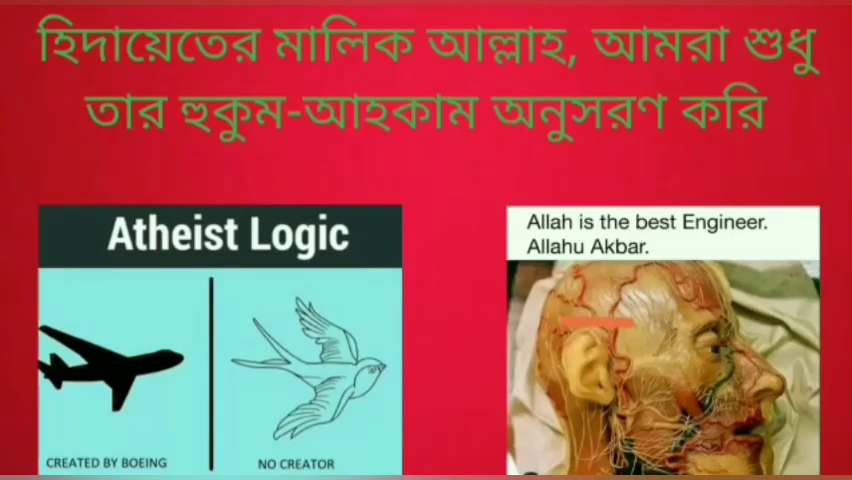 হিদায়েতের মালিক আল্লাহ, আমরা শুধু
তার হুকুম-আহকাম অনুসরণ করি
Atheist Logic
CREATED BY BOEING
NO CREATOR
Allah is the best Engineer.
Allahu Akbar.